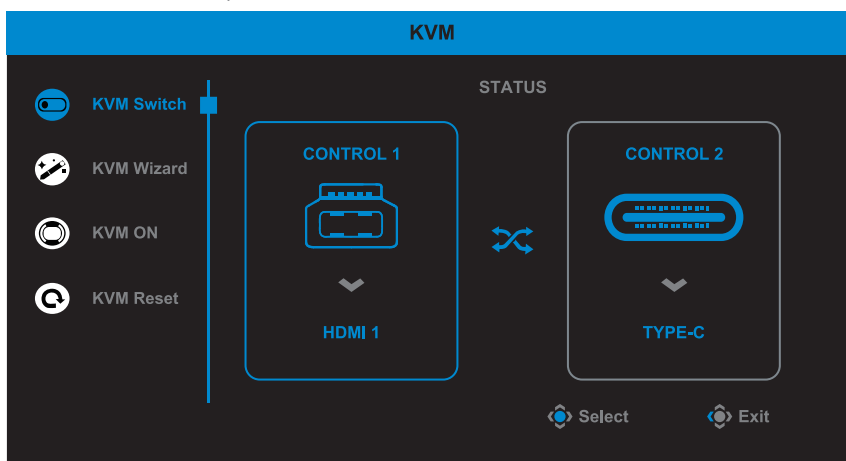 KVM
STATUS
KVM Switch
KVM Wizard
KVM ON
KVM Reset
CONTROL 1
HDMI 1
CONTROL 2
TYPE-C
Select
Exit